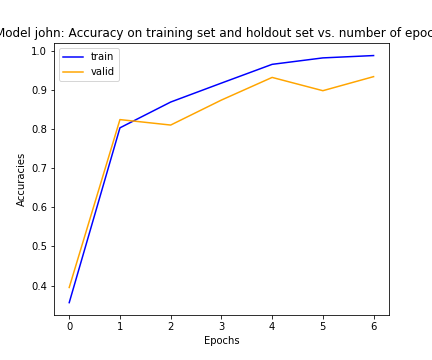 Model john: Accuracy on training set and holdout set vs. number of epoc
train
valid
1.0
0.9
0.8
0.7
0.6
0.5
0.4
Accuracies
0 1 2 3 4 5 6
Epochs